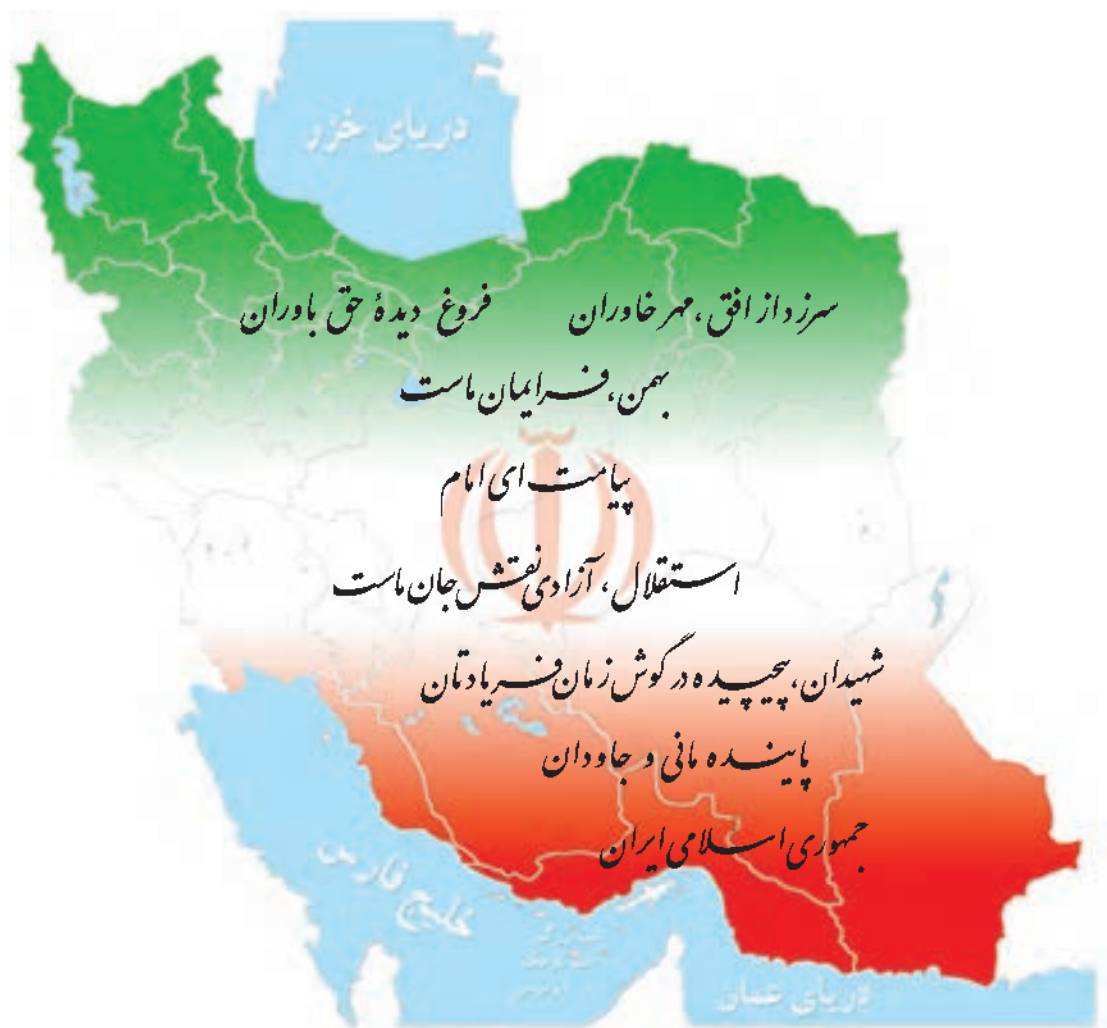 دریای خزر
سرزد از افق، مهر خاوران فروغ دیدهٔ حق باوران
بهمن، فر ایمان ماست
پیامت ای امام
استقلال، آزادی نقش جان ماست
شهیدان، پیچیده در گوش زمان فریادتان
پاینده مانی و جاودان
جمهوری اسلامی ایران
خلیج فارس
دریای عمان